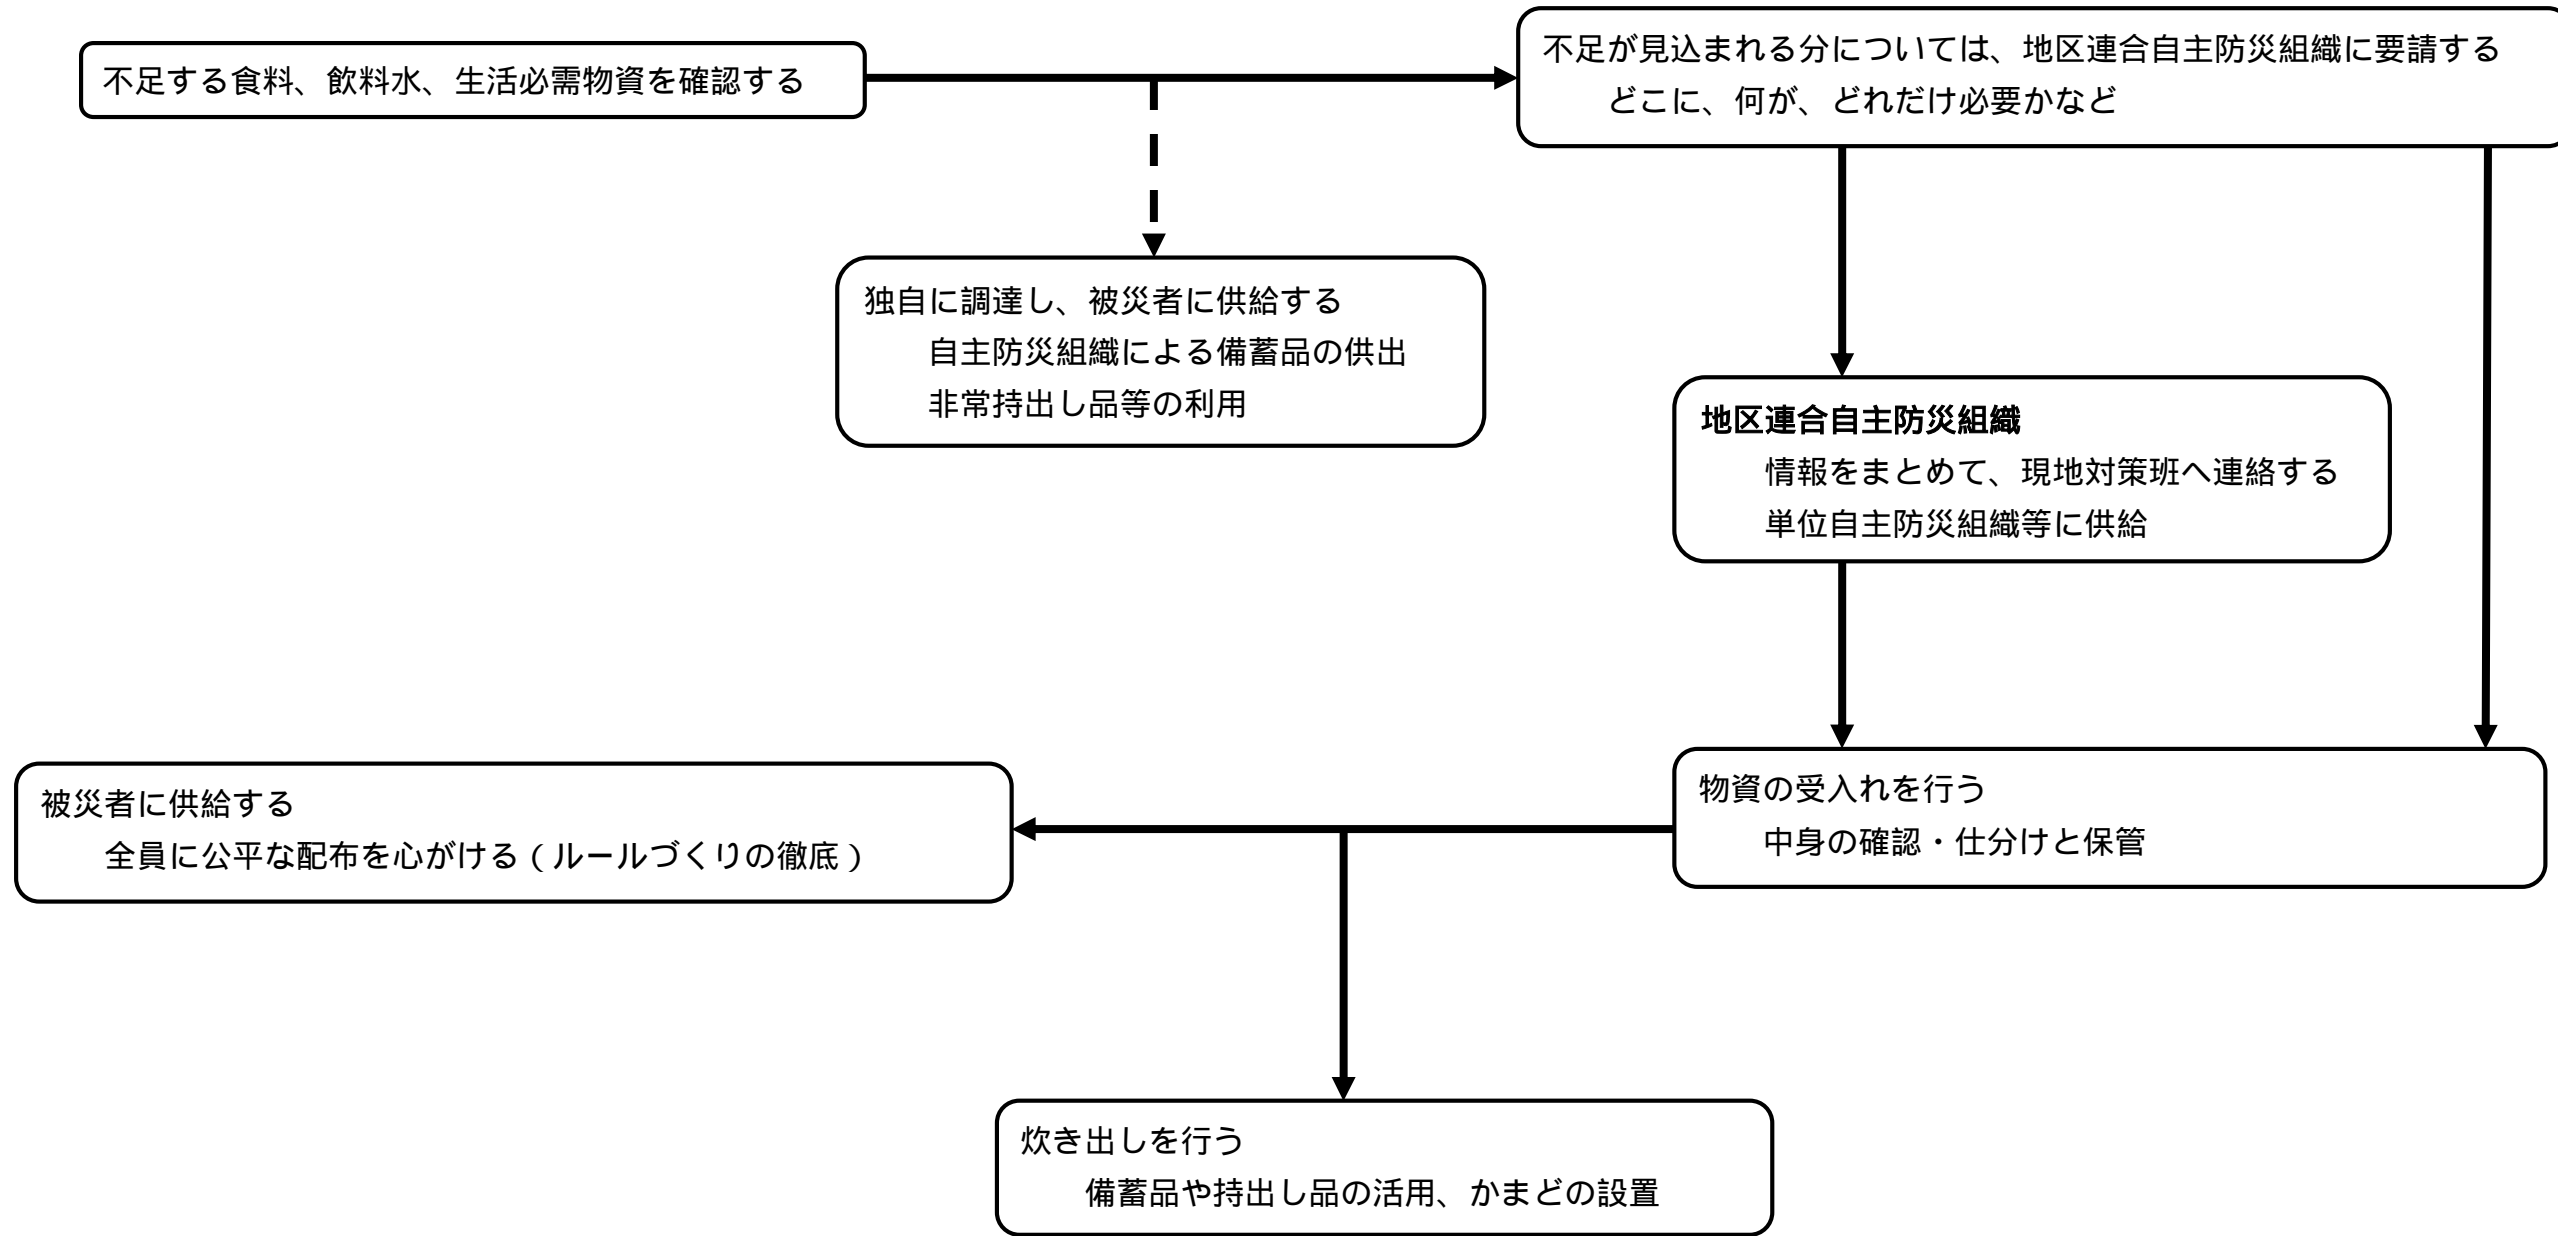 不足する食料、飲料水、生活必需物資を確認する
不足が見込まれる分については、地区連合自主防災組織に要請する
どこに、何が、どれだけ必要かなど
独自に調達し、被災者に供給する
自主防災組織による備蓄品の供出
非常持出し品等の利用
地区連合自主防災組織
情報をまとめて、現地対策班へ連絡する
単位自主防災組織等に供給
物資の受入れを行う
中身の確認・仕分けと保管
被災者に供給する
全員に公平な配布を心がける（ルールづくりの徹底）
炊き出しを行う
備蓄品や持出し品の活用、かまどの設置